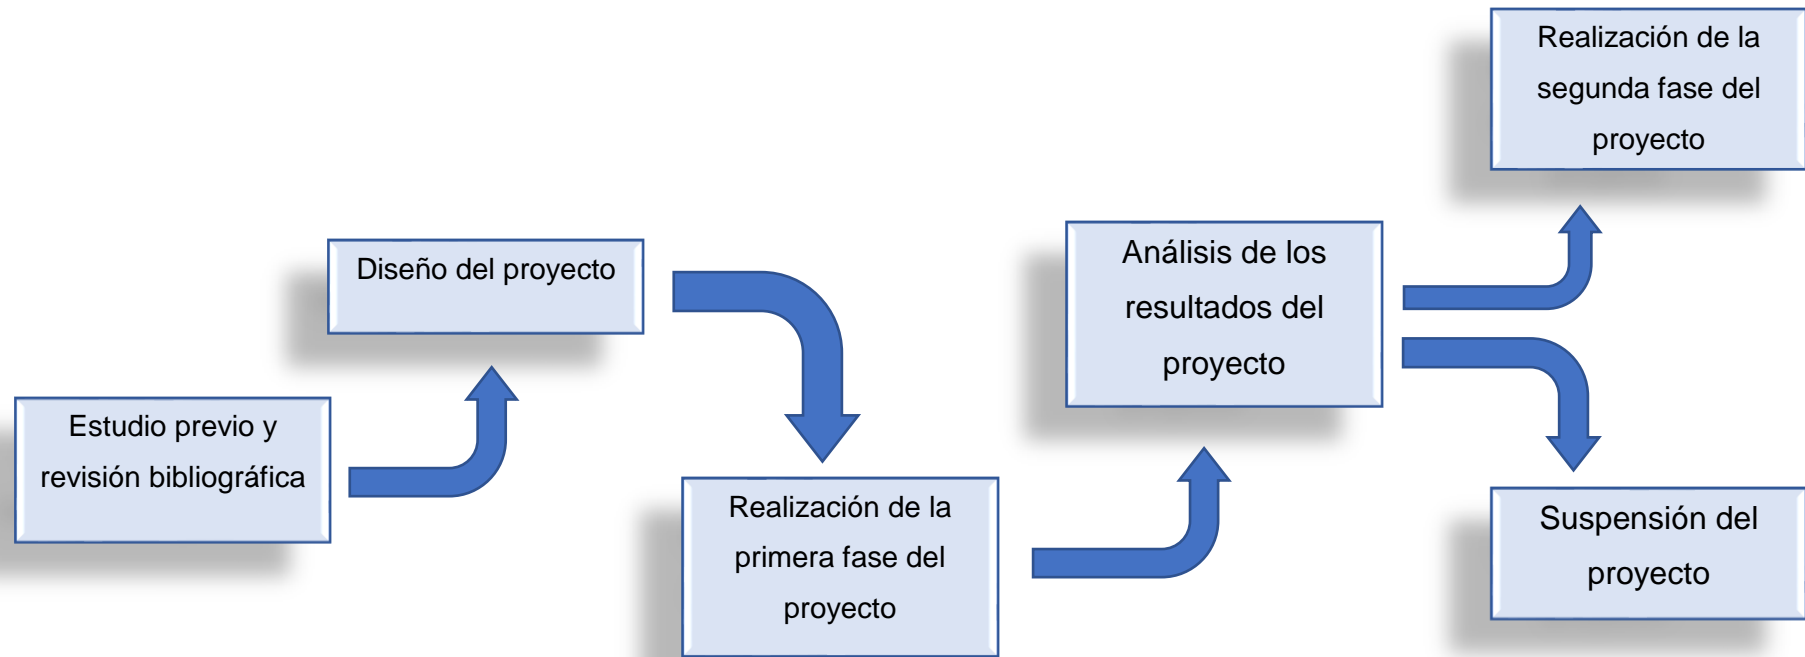 Estudio previo y
revisión bibliográfica
Diseño del proyecto
Realización de la
primera fase del
proyecto
Análisis de los
resultados del
proyecto
Realización de la
segunda fase del
proyecto
Suspensión del
proyecto